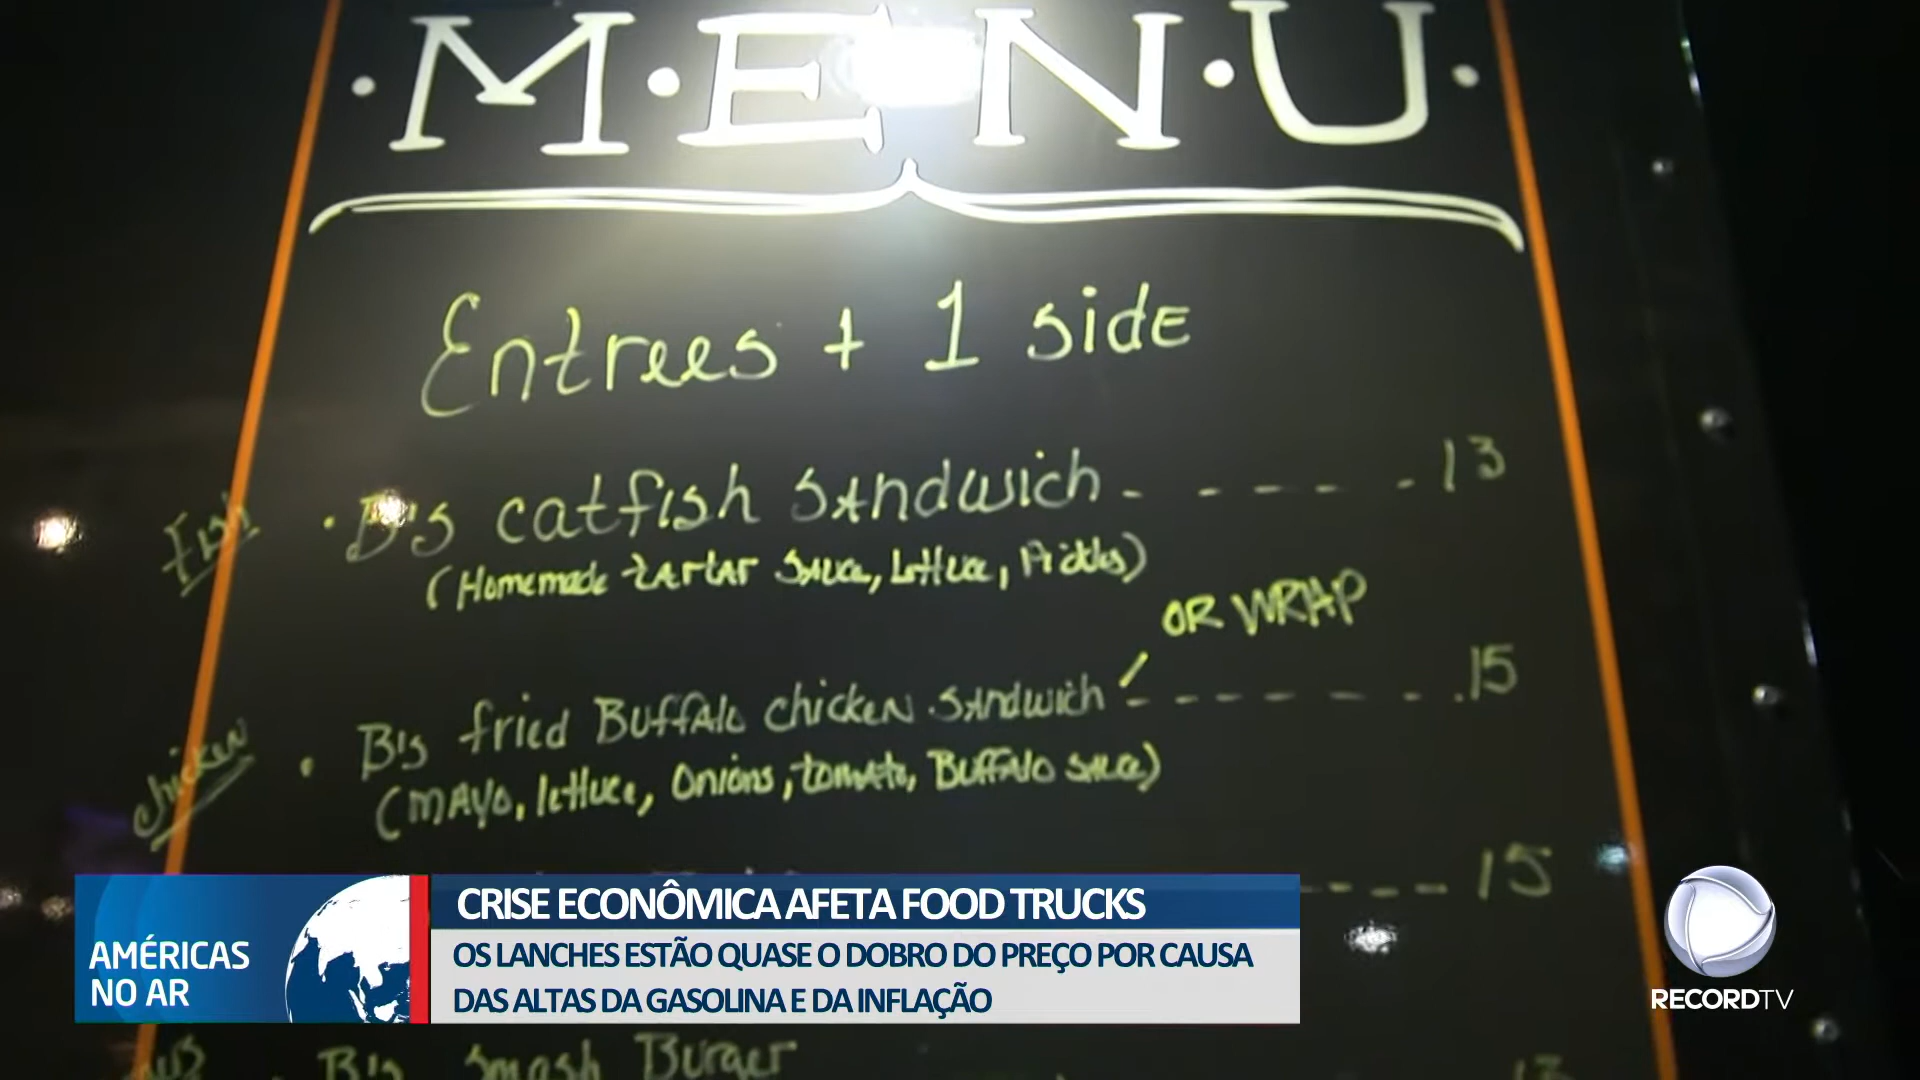 ·M·E·N·U·
Entrees + 1 side
Fish · B's catfish sandwich - - - - - - 13
(Homemade tartar sauce, lettuce, Pickles)
OR WRAP
chicken · B's fried Buffalo chicken sandwich - - - - - - 15
(MAYO, lettuce, Onions, tomato, Buffalo sauce)
- - - 15
B's Smash Burger 13
CRISE ECONÔMICA AFETA FOOD TRUCKS
OS LANCHES ESTÃO QUASE O DOBRO DO PREÇO POR CAUSA
DAS ALTAS DA GASOLINA E DA INFLAÇÃO
AMÉRICAS
NO AR
RECORDTV